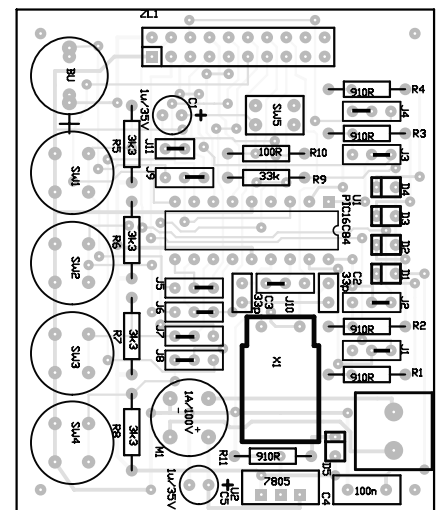 ZL1
BU
1u/35V
C1
+
SW5
910R
R4
J4
910R
R3
J3
R5
3k3
J11
100R
R10
J9
33k
R9
SW1
U1
PIC16C84
D4
D3
D2
D1
R6
3k3
SW2
J5
J6
J7
J8
C3
33p
J10
C2
33p
J2
910R
R2
J1
910R
R1
X1
R7
3k3
SW3
1A/100V
+
-
M1
R8
3k3
SW4
R11
910R
D5
1u/35V
+
C5
U2
7805
C4
100n